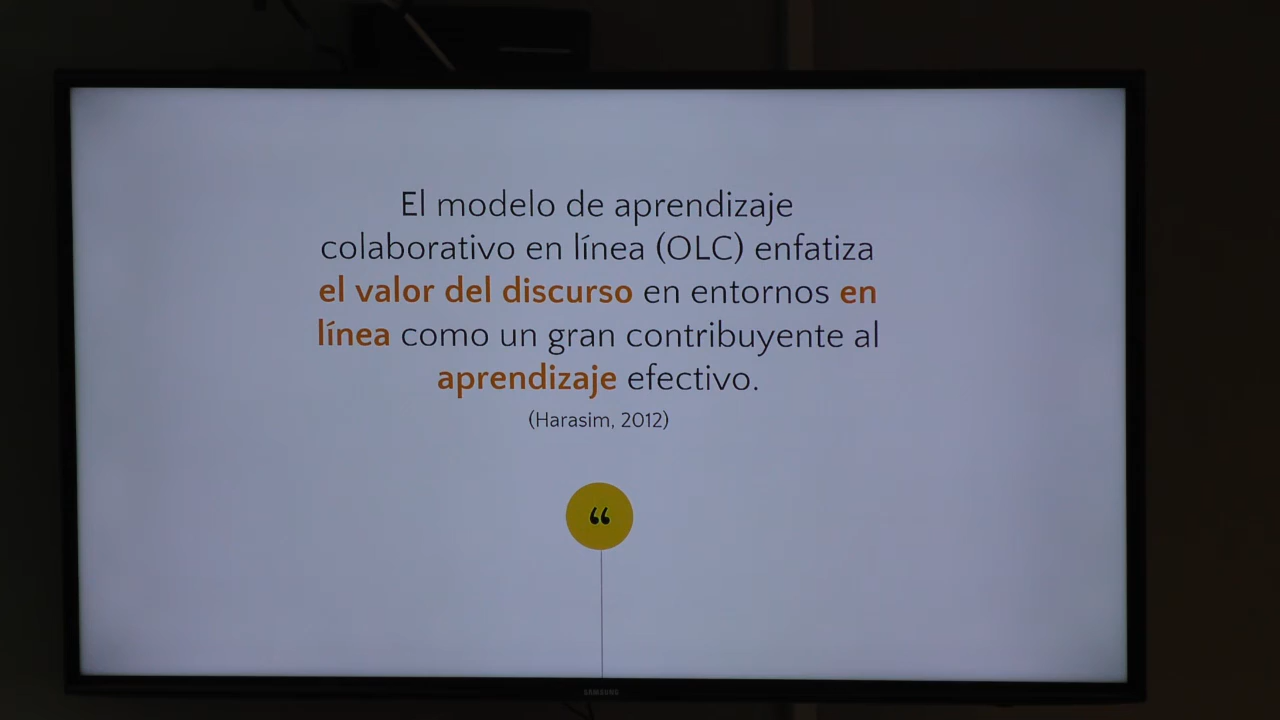 El modelo de aprendizaje
colaborativo en línea (OLC) enfatiza
el valor del discurso en entornos en
línea como un gran contribuyente al
aprendizaje efectivo.
(Harasim, 2012)
“
SAMSUNG